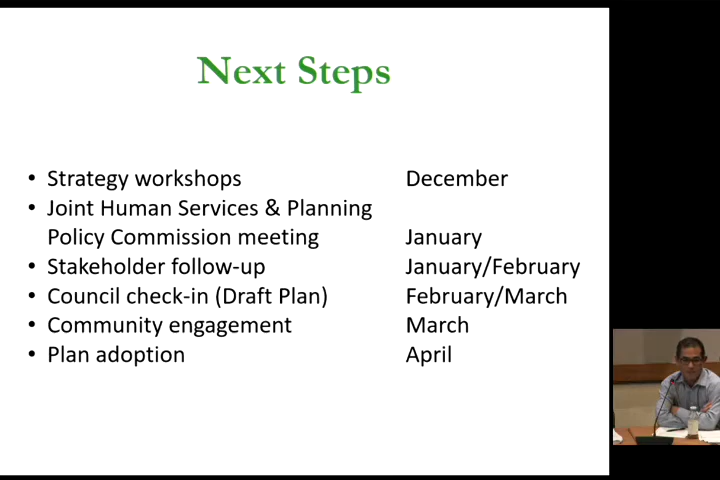 Next Steps
• Strategy workshops December
• Joint Human Services & Planning
Policy Commission meeting January
• Stakeholder follow-up January/February
• Council check-in (Draft Plan) February/March
• Community engagement March
• Plan adoption April